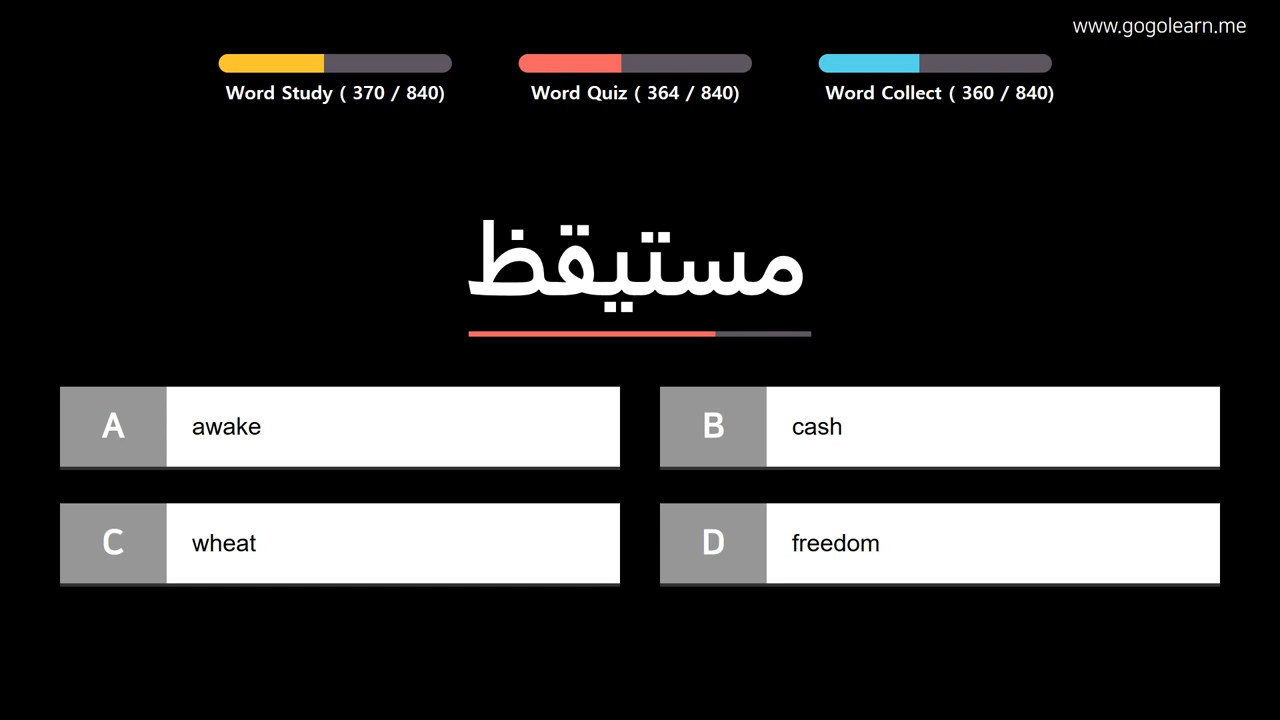 www.gogolearn.me
Word Study ( 370 / 840)
Word Quiz ( 364 / 840)
Word Collect ( 360 / 840)
مستيقظ
A awake
B cash
C wheat
D freedom